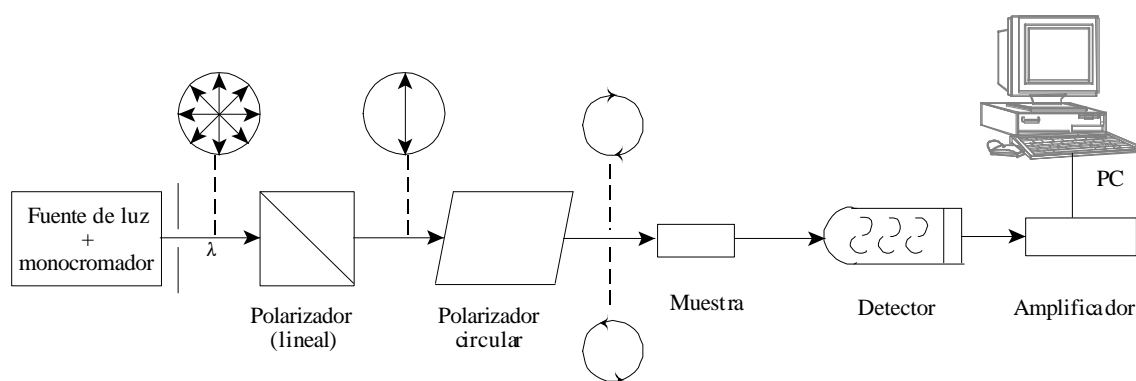 Fuente de luz
+
monocromador
λ
Polarizador
(lineal)
Polarizador
circular
Muestra
Detector
Amplificador
PC